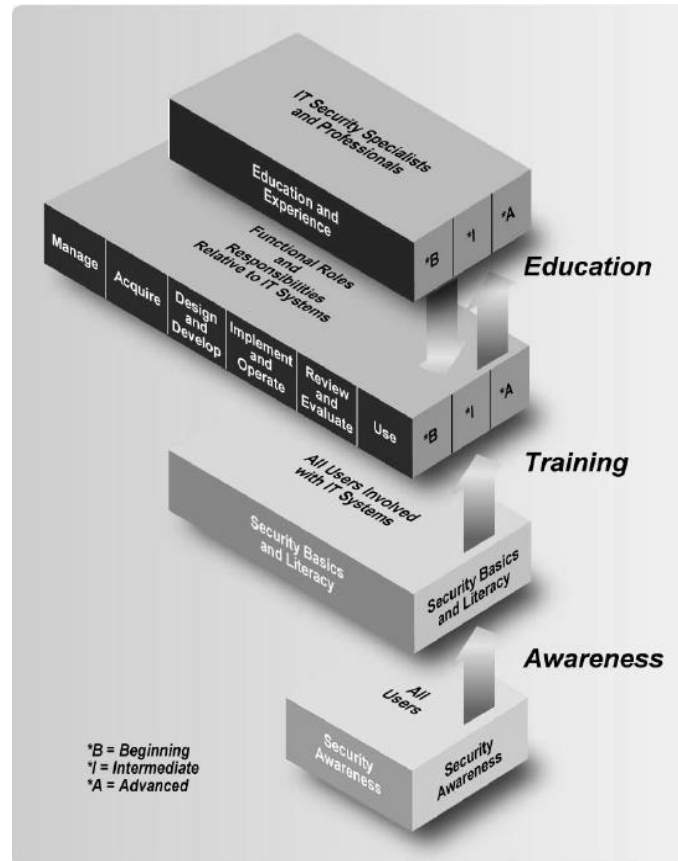 IT Security Specialists
and Professionals
Education and
Experience
*B
*I
*A
Education
Functional Roles
and
Responsibilities
Relative to IT Systems
Manage
Acquire
Design
and
Develop
Implement
and
Operate
Review
and
Evaluate
Use
*B
*I
*A
Training
All Users Involved
with IT Systems
Security Basics
and Literacy
Security Basics
and Literacy
Awareness
All
Users
Security
Awareness
Security
Awareness
*B = Beginning
*I = Intermediate
*A = Advanced